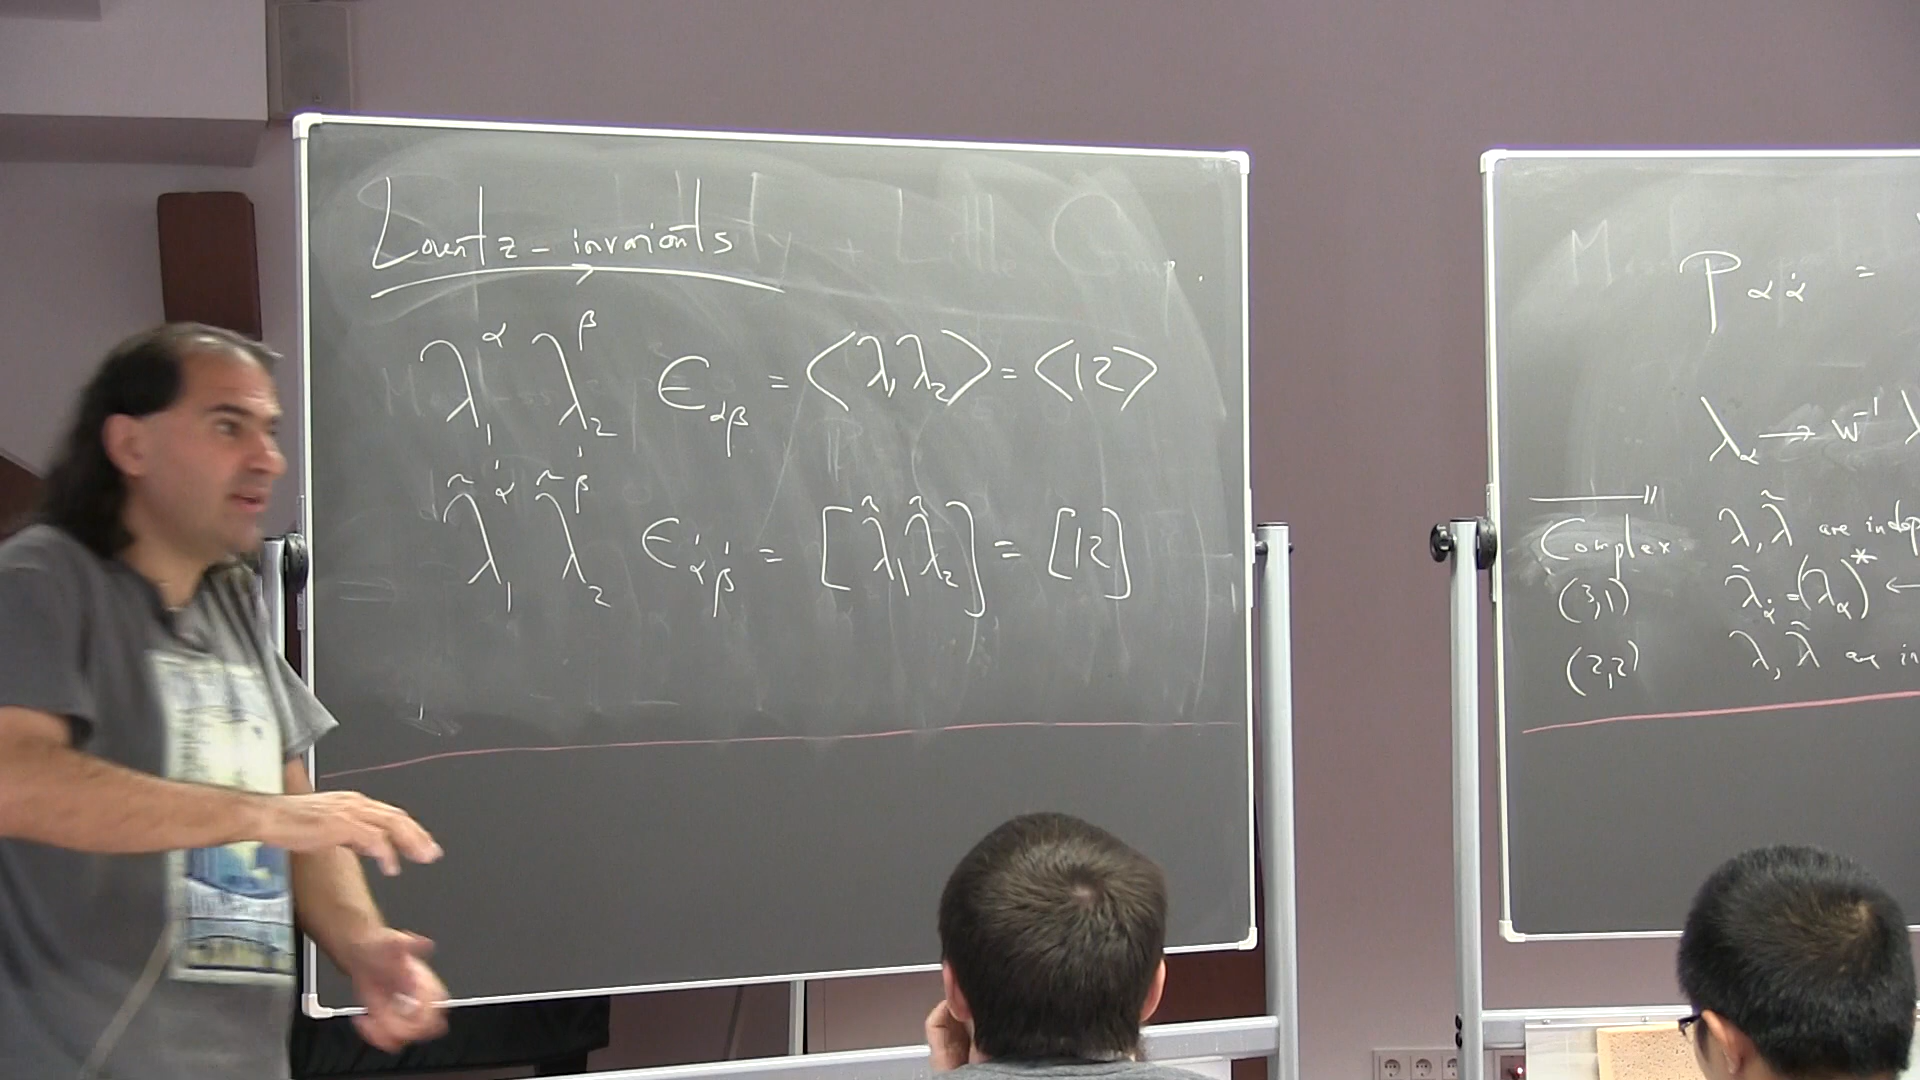 Lorentz - invariants
λ₁^α λ₂^β ϵ_αβ = ⟨λ₁λ₂⟩ = ⟨12⟩
λ̃₁^α̇ λ̃₂^β̇ ϵ_α̇β̇ = [λ̃₁λ̃₂] = [12]
P_αα̇ =
λ_α → w⁻¹ λ
Complex λ, λ̃ are indep
(3,1) λ̃_α̇ = (λ_α)* ←
(2,2) λ, λ̃ are in